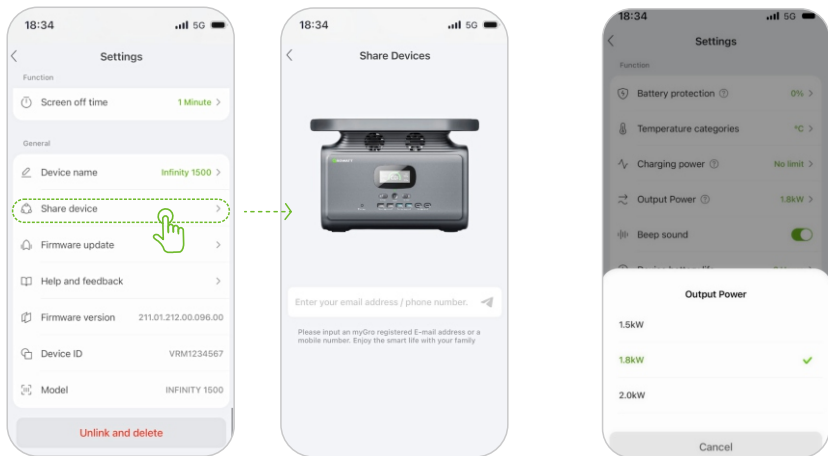 18:34
5G
Settings
Function
Screen off time 1 Minute
General
Device name Infinity 1500
Share device
Firmware update
Help and feedback
Firmware version 211.01.212.00.096.00
Device ID VRM1234567
Model INFINITY 1500
Unlink and delete
18:34
5G
Share Devices
Enter your email address / phone number.
Please input an myGro registered E-mail address or a
mobile number. Enjoy the smart life with your family
18:34
5G
Settings
Function
Battery protection 0%
Temperature categories °C
Charging power No limit
Output Power 1.8kW
Beep sound
Output Power
1.5kW
1.8kW
2.0kW
Cancel